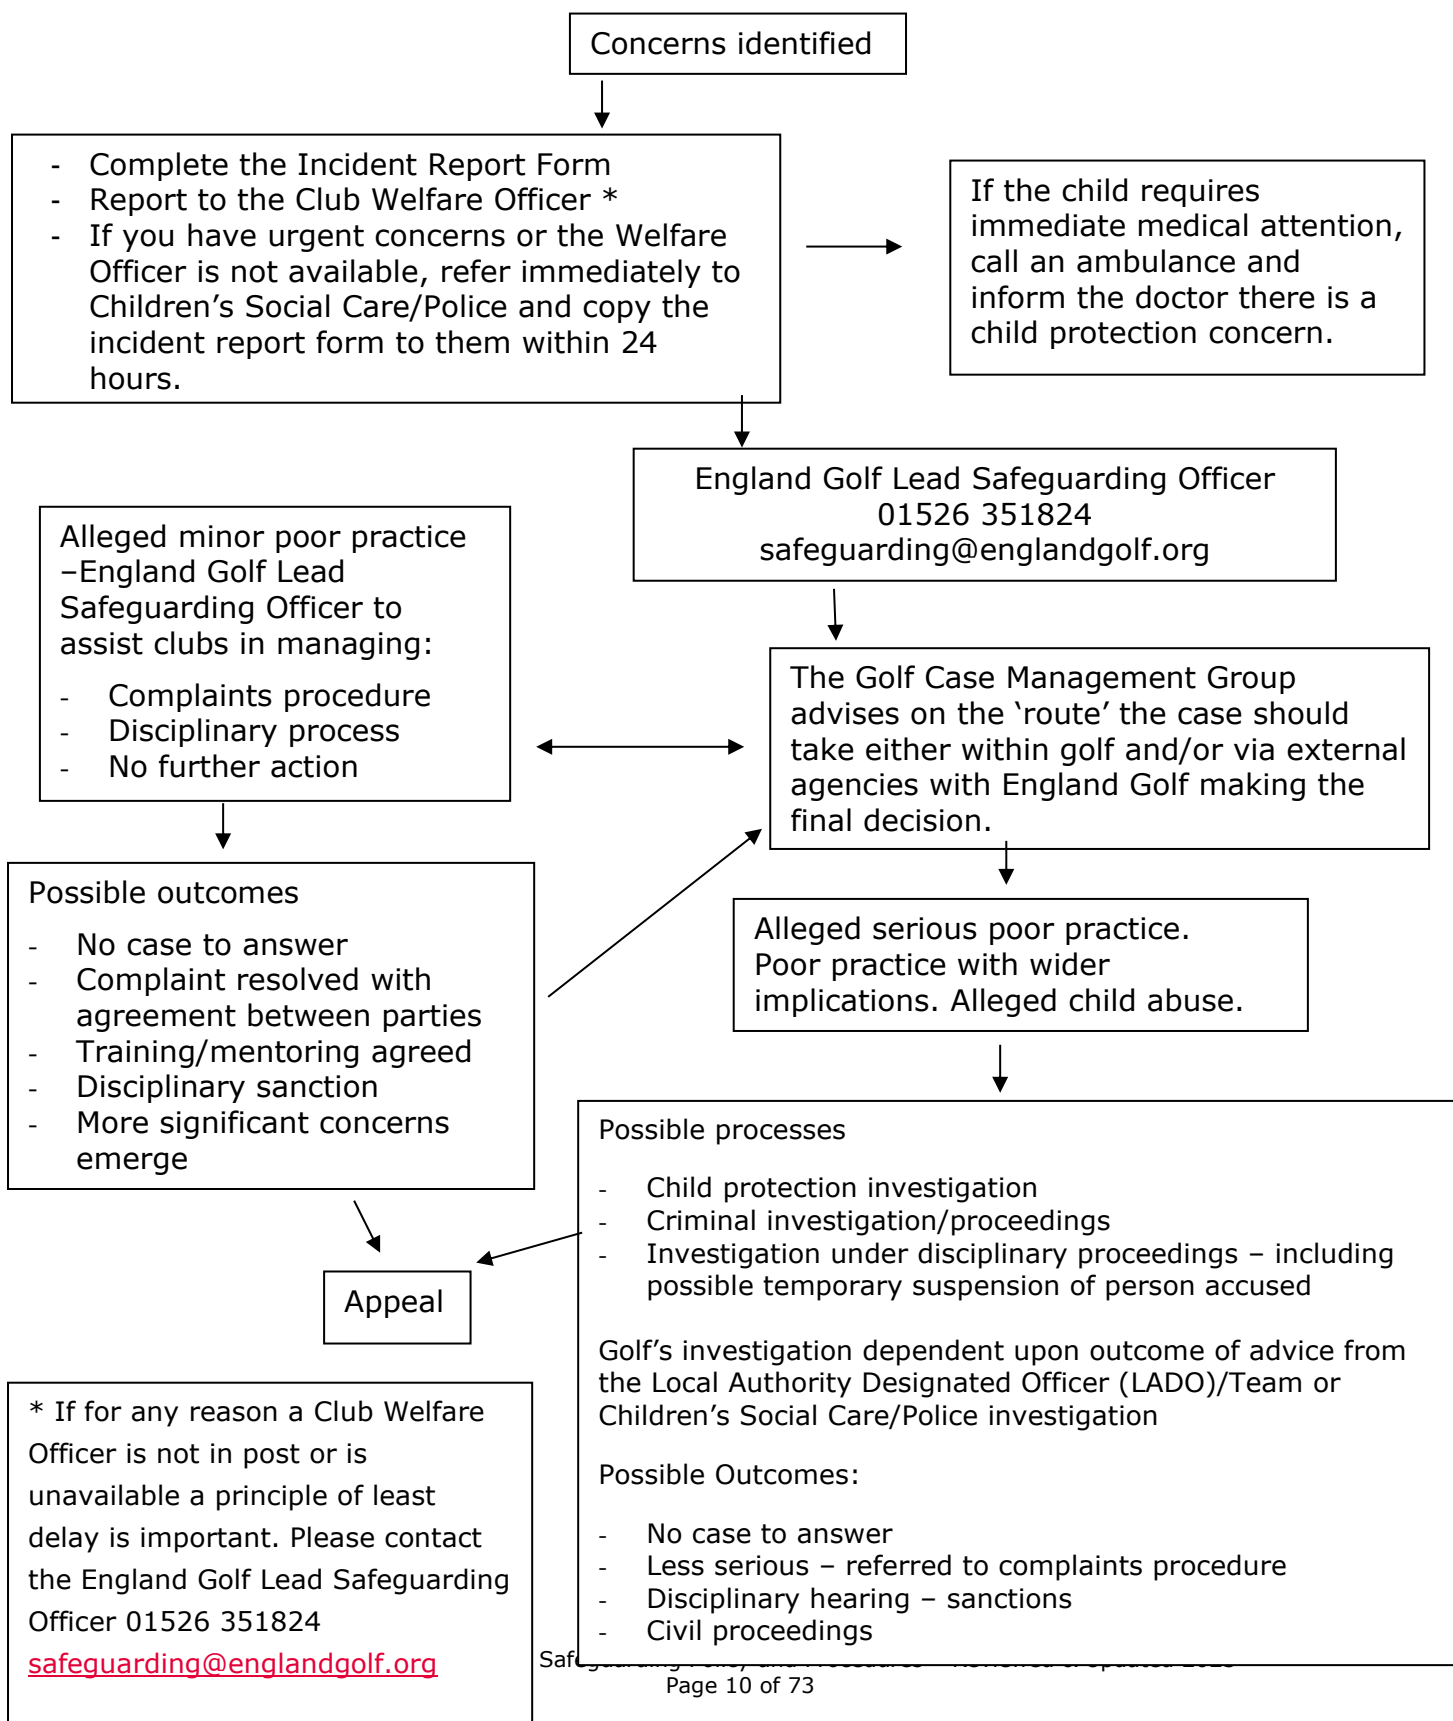 Concerns identified
- Complete the Incident Report Form
- Report to the Club Welfare Officer *
- If you have urgent concerns or the Welfare
Officer is not available, refer immediately to
Children’s Social Care/Police and copy the
incident report form to them within 24
hours.
If the child requires
immediate medical attention,
call an ambulance and
inform the doctor there is a
child protection concern.
England Golf Lead Safeguarding Officer
01526 351824
safeguarding@englandgolf.org
Alleged minor poor practice
–England Golf Lead
Safeguarding Officer to
assist clubs in managing:
- Complaints procedure
- Disciplinary process
- No further action
The Golf Case Management Group
advises on the ‘route’ the case should
take either within golf and/or via external
agencies with England Golf making the
final decision.
Possible outcomes
- No case to answer
- Complaint resolved with
agreement between parties
- Training/mentoring agreed
- Disciplinary sanction
- More significant concerns
emerge
Alleged serious poor practice.
Poor practice with wider
implications. Alleged child abuse.
Possible processes
- Child protection investigation
- Criminal investigation/proceedings
- Investigation under disciplinary proceedings – including
possible temporary suspension of person accused
Golf’s investigation dependent upon outcome of advice from
the Local Authority Designated Officer (LADO)/Team or
Children’s Social Care/Police investigation
Possible Outcomes:
- No case to answer
- Less serious – referred to complaints procedure
- Disciplinary hearing – sanctions
- Civil proceedings
Appeal
* If for any reason a Club Welfare
Officer is not in post or is
unavailable a principle of least
delay is important. Please contact
the England Golf Lead Safeguarding
Officer 01526 351824
safeguarding@englandgolf.org
Safeguarding Policy and Procedures
Page 10 of 73